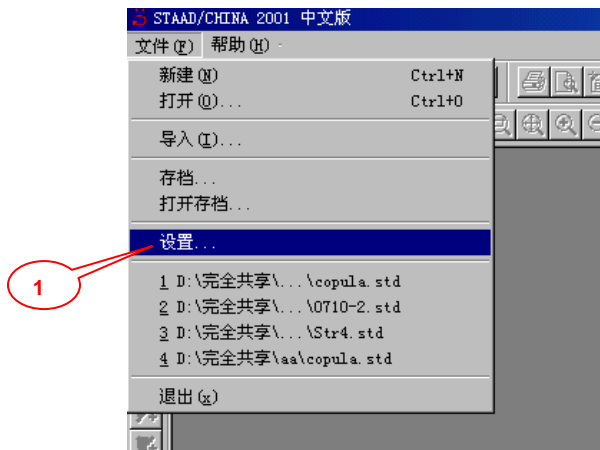 STAAD/CHINA 2001 中文版
文件(F) 帮助(H)
新建(N) Ctrl+N
打开(O)... Ctrl+O
导入(I)...
存档...
打开存档...
设置...
1
1 D:\完全共享\...\copula.std
2 D:\完全共享\...\0710-2.std
3 D:\完全共享\...\Str4.std
4 D:\完全共享\aa\copula.std
退出(x)